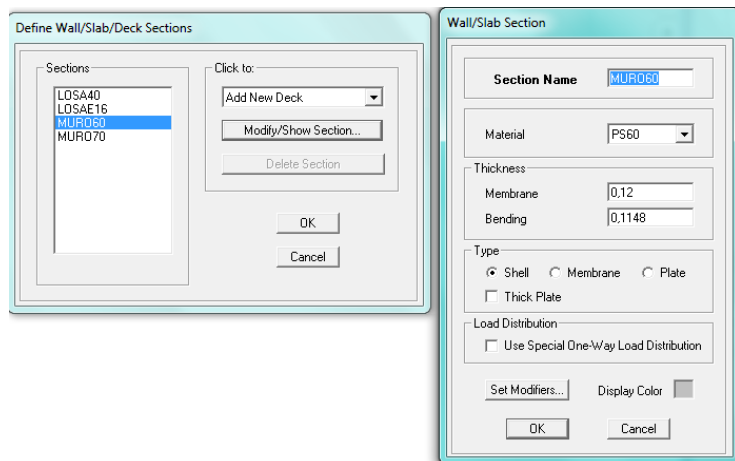 Define Wall/Slab/Deck Sections
Sections
LOSA40
LOSAE16
MURO60
MURO70
Click to:
Add New Deck
Modify/Show Section...
Delete Section
OK
Cancel
Wall/Slab Section
Section Name MURO60
Material PS60
Thickness
Membrane 0,12
Bending 0,1148
Type
Shell Membrane Plate
Thick Plate
Load Distribution
Use Special One-Way Load Distribution
Set Modifiers... Display Color
OK Cancel